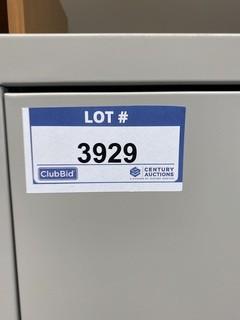 LOT #
3929
ClubBid
CENTURY
AUCTIONS